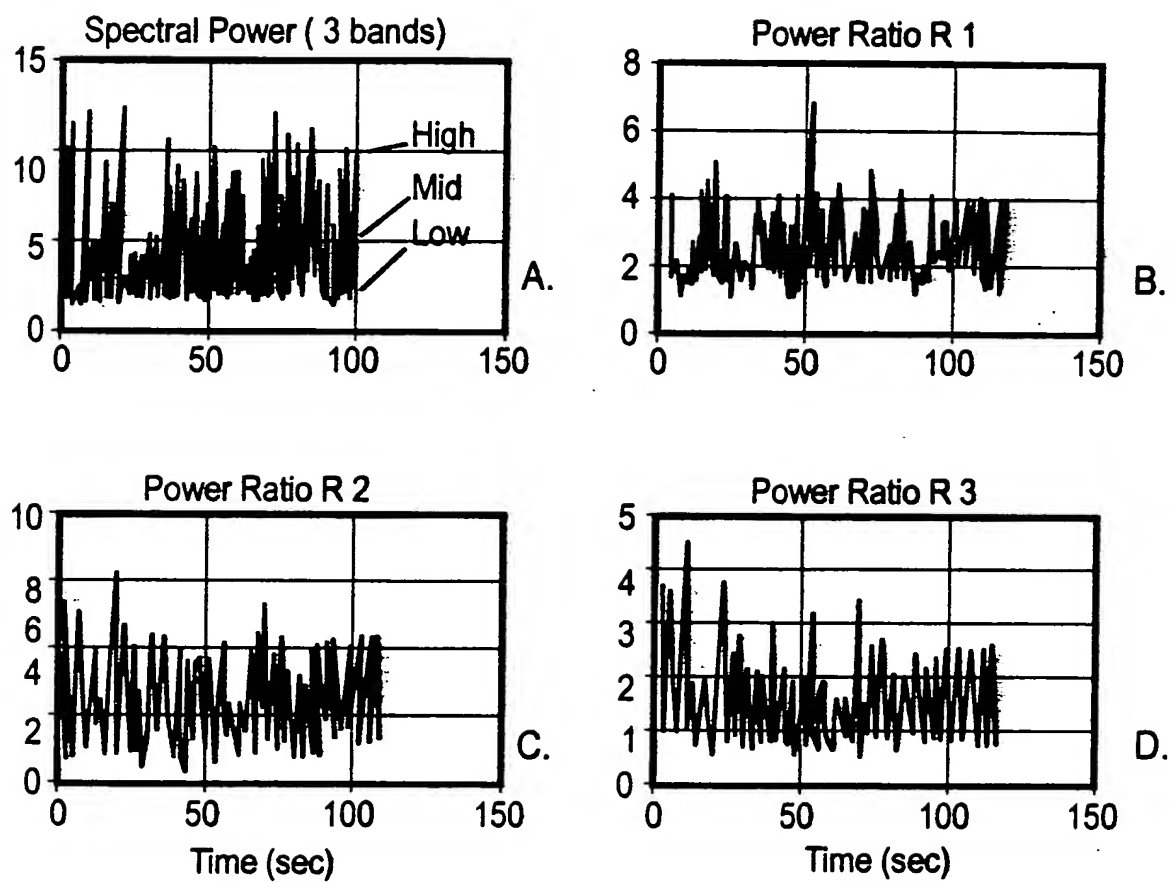 Spectral Power ( 3 bands)
15
10
5
0
High
Mid
Low
0 50 100 150
A.
Power Ratio R 1
8
6
4
2
0
0 50 100 150
B.
Power Ratio R 2
10
8
6
4
2
0
0 50 100 150
Time (sec)
C.
Power Ratio R 3
5
4
3
2
1
0
0 50 100 150
Time (sec)
D.